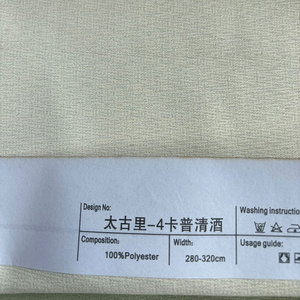 Design No:
太古里-4卡普清酒
Washing instruction
Composition:
Width:
Usage guide:
100%Polyester
280-320cm